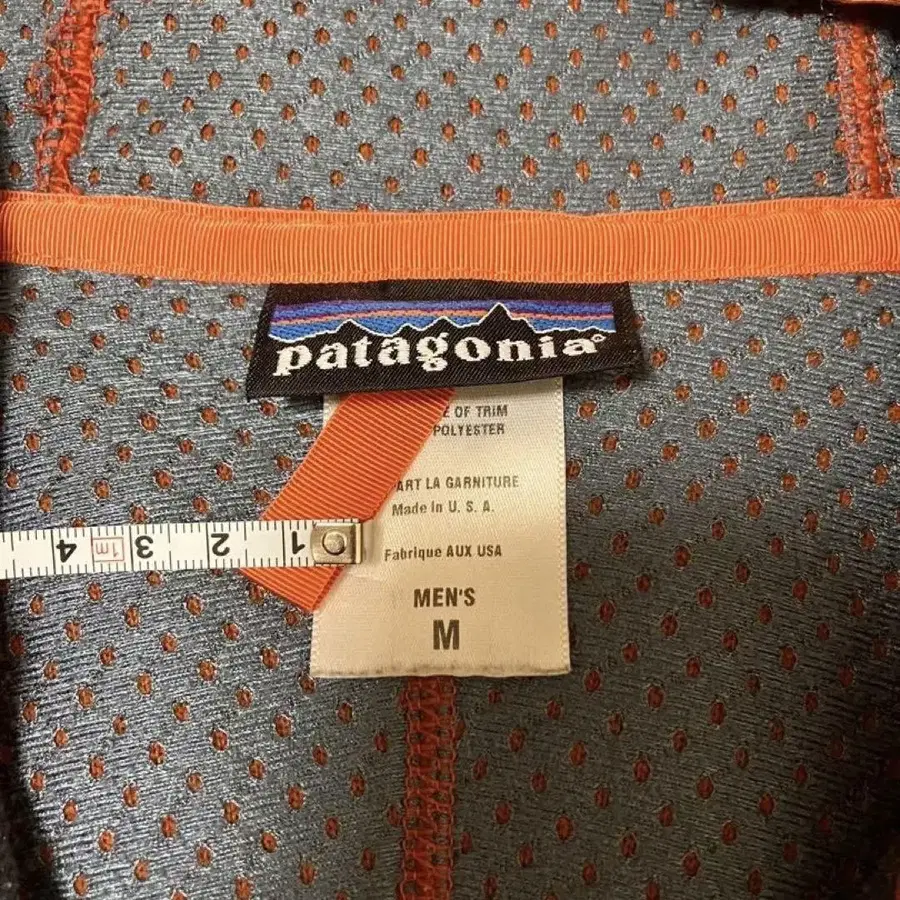 patagonia®
E OF TRIM
POLYESTER
ART LA GARNITURE
Made in U. S. A.
Fabrique AUX USA
MEN'S
M
4 1m 3 2 1